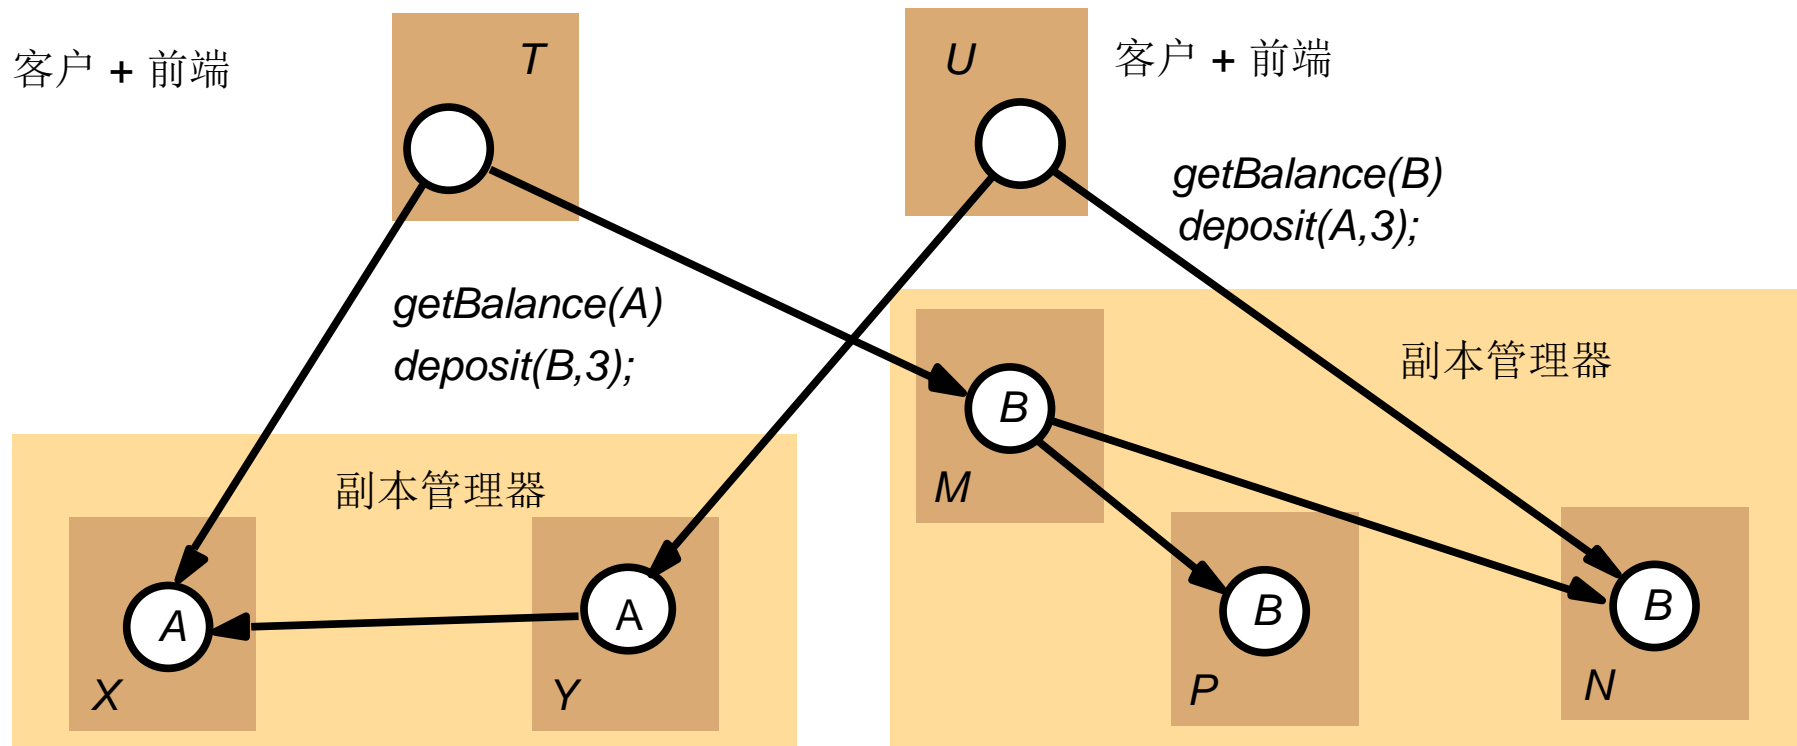 客户 + 前端
T
U
客户 + 前端
getBalance(B)
deposit(A,3);
getBalance(A)
deposit(B,3);
副本管理器
B
M
副本管理器
A
X
A
Y
B
P
B
N